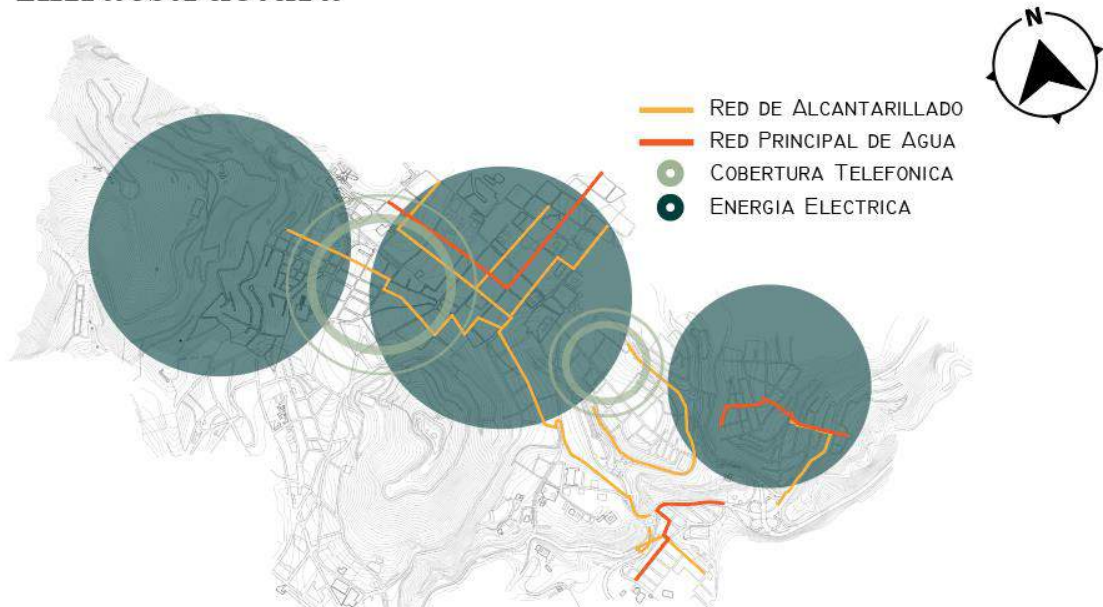 N
RED DE ALCANTARILLADO
RED PRINCIPAL DE AGUA
COBERTURA TELEFONICA
ENERGIA ELECTRICA